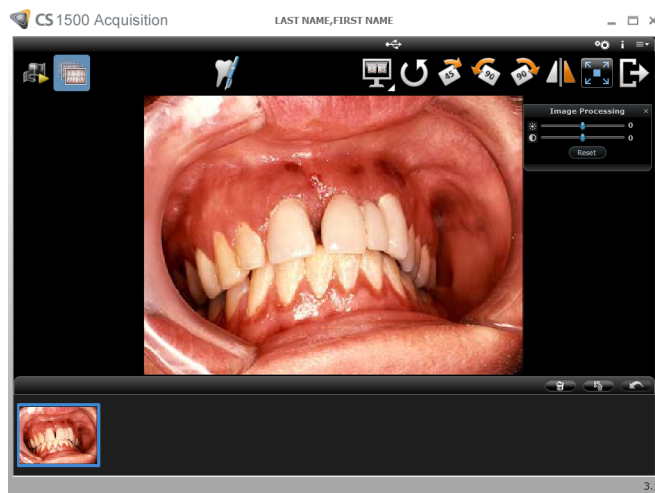 CS 1500 Acquisition
LAST NAME,FIRST NAME
i
45
90
90
Image Processing
0
0
Reset
3.